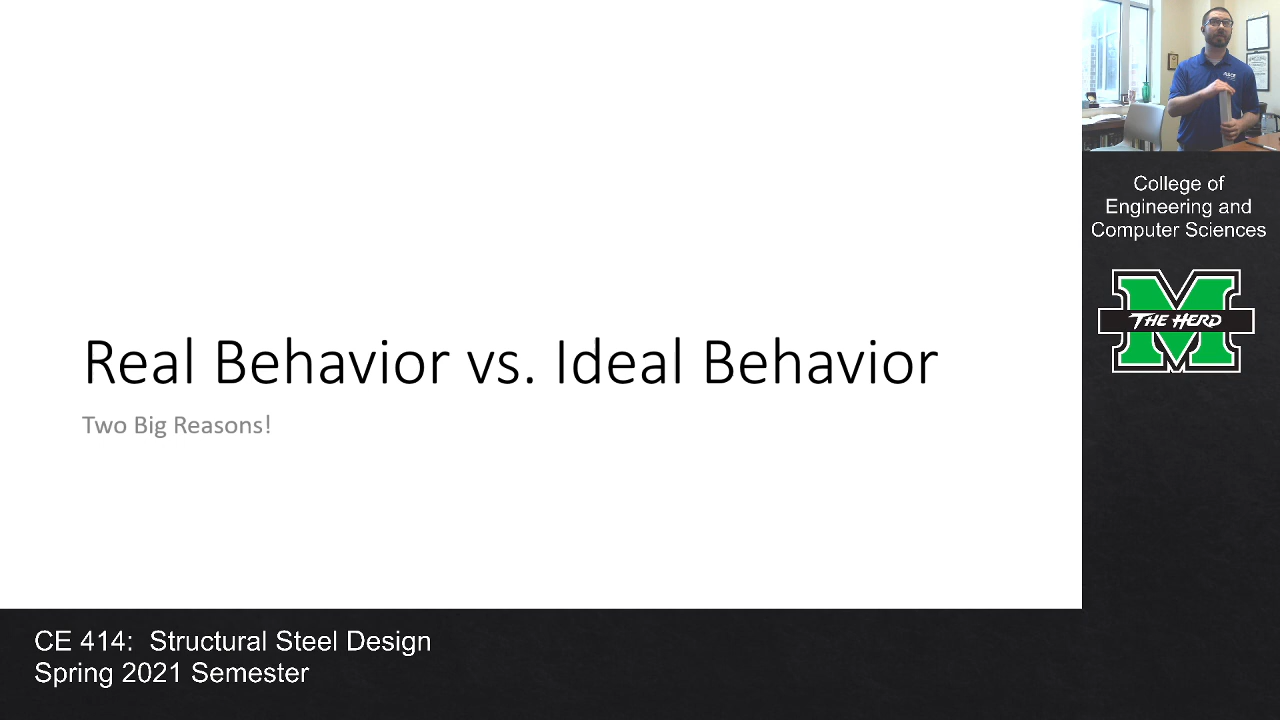 Real Behavior vs. Ideal Behavior
Two Big Reasons!
College of
Engineering and
Computer Sciences
THE HERD
CE 414:  Structural Steel Design
Spring 2021 Semester